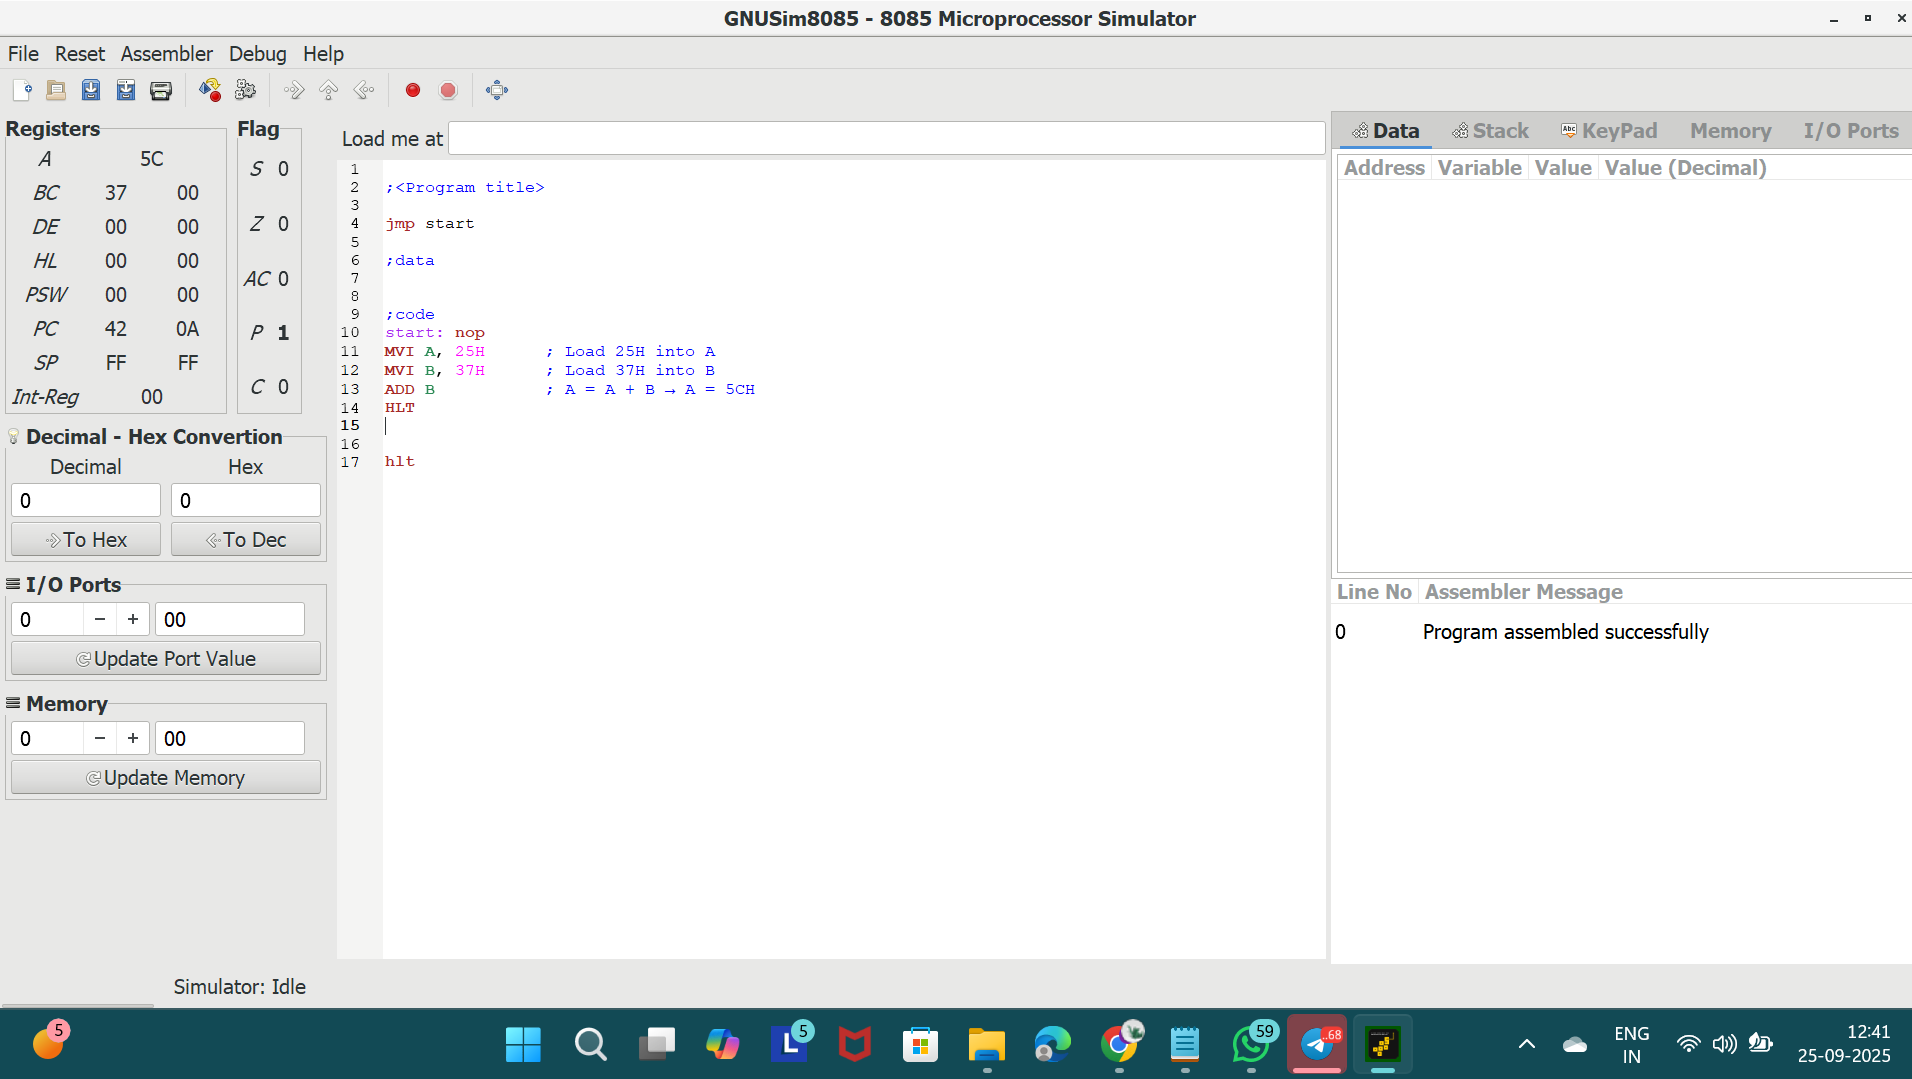 GNUSim8085 - 8085 Microprocessor Simulator
File Reset Assembler Debug Help
Registers
A 5C
BC 37 00
DE 00 00
HL 00 00
PSW 00 00
PC 42 0A
SP FF FF
Int-Reg 00
Flag
S 0
Z 0
AC 0
P 1
C 0
Decimal - Hex Convertion
Decimal Hex
0 0
To Hex To Dec
I/O Ports
0 − + 00
Update Port Value
Memory
0 − + 00
Update Memory
Load me at
1
2 ;<Program title>
3
4 jmp start
5
6 ;data
7
8
9 ;code
10 start: nop
11 MVI A, 25H ; Load 25H into A
12 MVI B, 37H ; Load 37H into B
13 ADD B ; A = A + B → A = 5CH
14 HLT
15
16
17 hlt
Data Stack Abc KeyPad Memory I/O Ports
Address Variable Value Value (Decimal)
Line No Assembler Message
0 Program assembled successfully
Simulator: Idle
5
L 5
59
..68
ENG
IN
12:41
25-09-2025